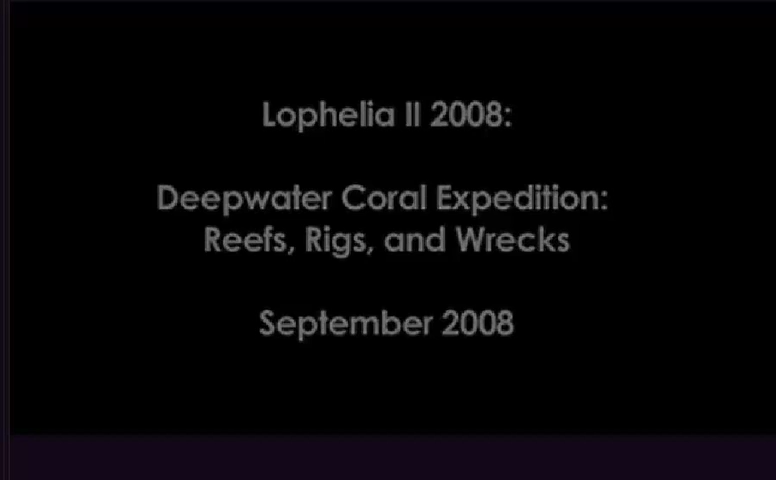 Lophelia II 2008:
Deepwater Coral Expedition:
Reefs, Rigs, and Wrecks
September 2008